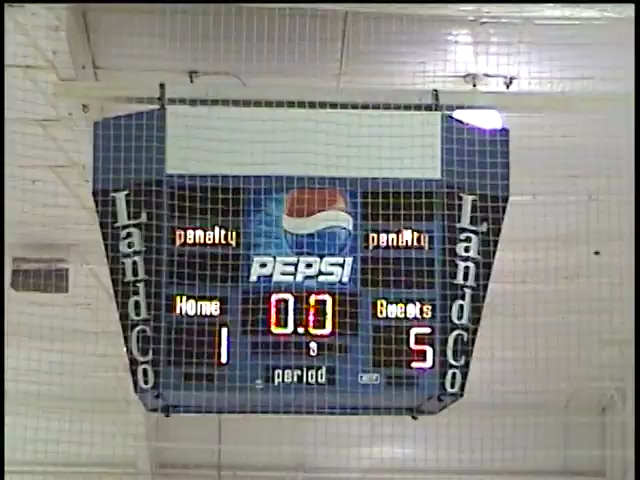 LandCo
penalty
PEPSI
penalty
LandCo
Home
0.0
Guests
1
3
5
period